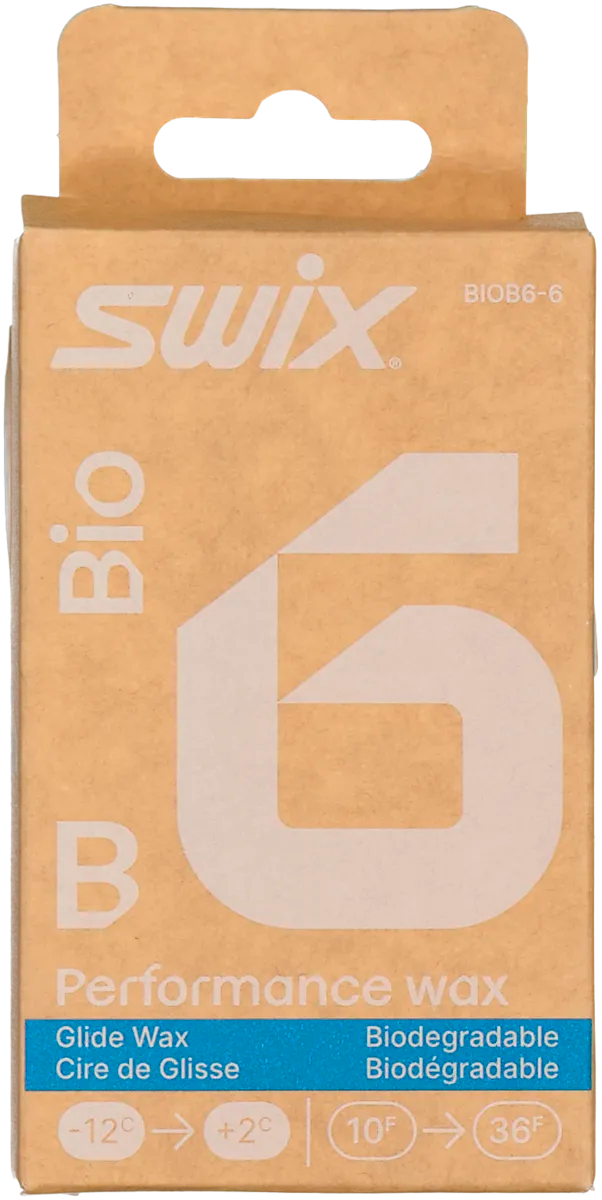 swix®
BIOB6-6
Bio
B
6
Performance wax
Glide Wax
Biodegradable
Cire de Glisse
Biodégradable
-12C → +2C | 10F → 36F